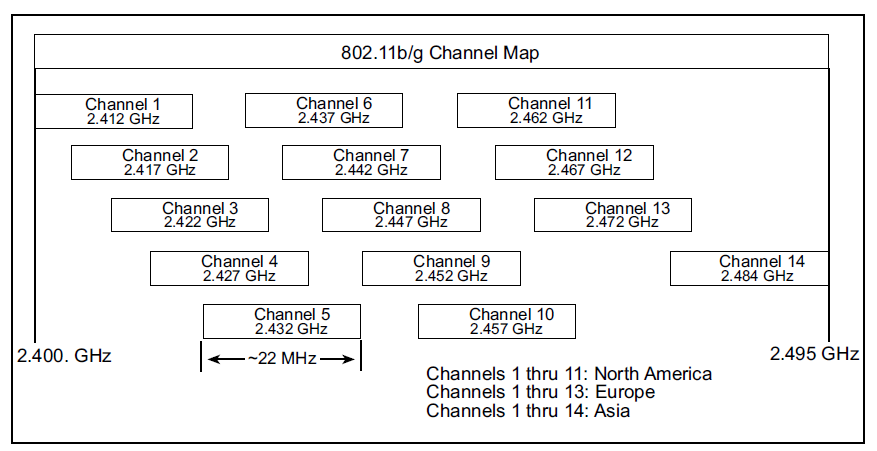 802.11b/g Channel Map
Channel 1
2.412 GHz
Channel 6
2.437 GHz
Channel 11
2.462 GHz
Channel 2
2.417 GHz
Channel 7
2.442 GHz
Channel 12
2.467 GHz
Channel 3
2.422 GHz
Channel 8
2.447 GHz
Channel 13
2.472 GHz
Channel 4
2.427 GHz
Channel 9
2.452 GHz
Channel 14
2.484 GHz
Channel 5
2.432 GHz
Channel 10
2.457 GHz
2.400. GHz
~22 MHz
2.495 GHz
Channels 1 thru 11: North America
Channels 1 thru 13: Europe
Channels 1 thru 14: Asia